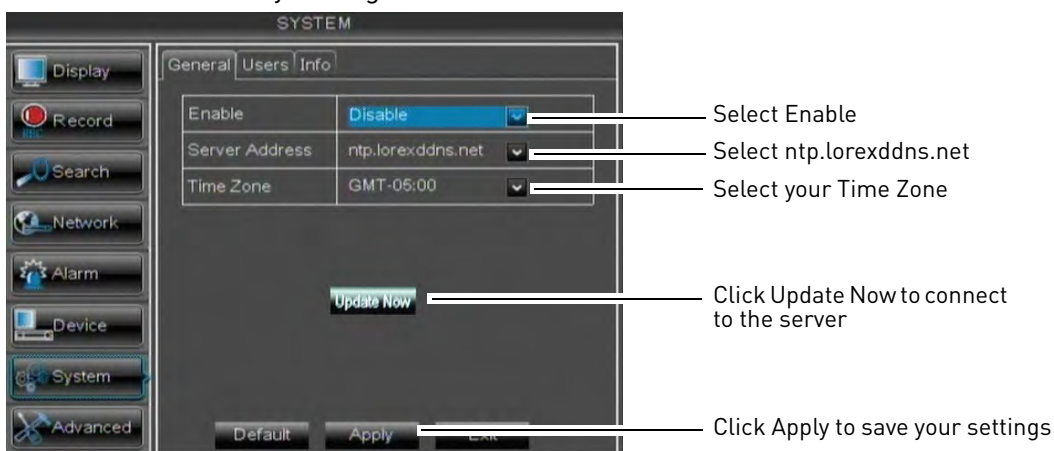 SYSTEM
Display
General Users Info
Record
REC
Enable Disable
Select Enable
Server Address ntp.lorexddns.net
Select ntp.lorexddns.net
Search
Time Zone GMT-05:00
Select your Time Zone
Network
Alarm
Update Now
Click Update Now to connect
to the server
Device
System
Advanced
Default Apply Exit
Click Apply to save your settings